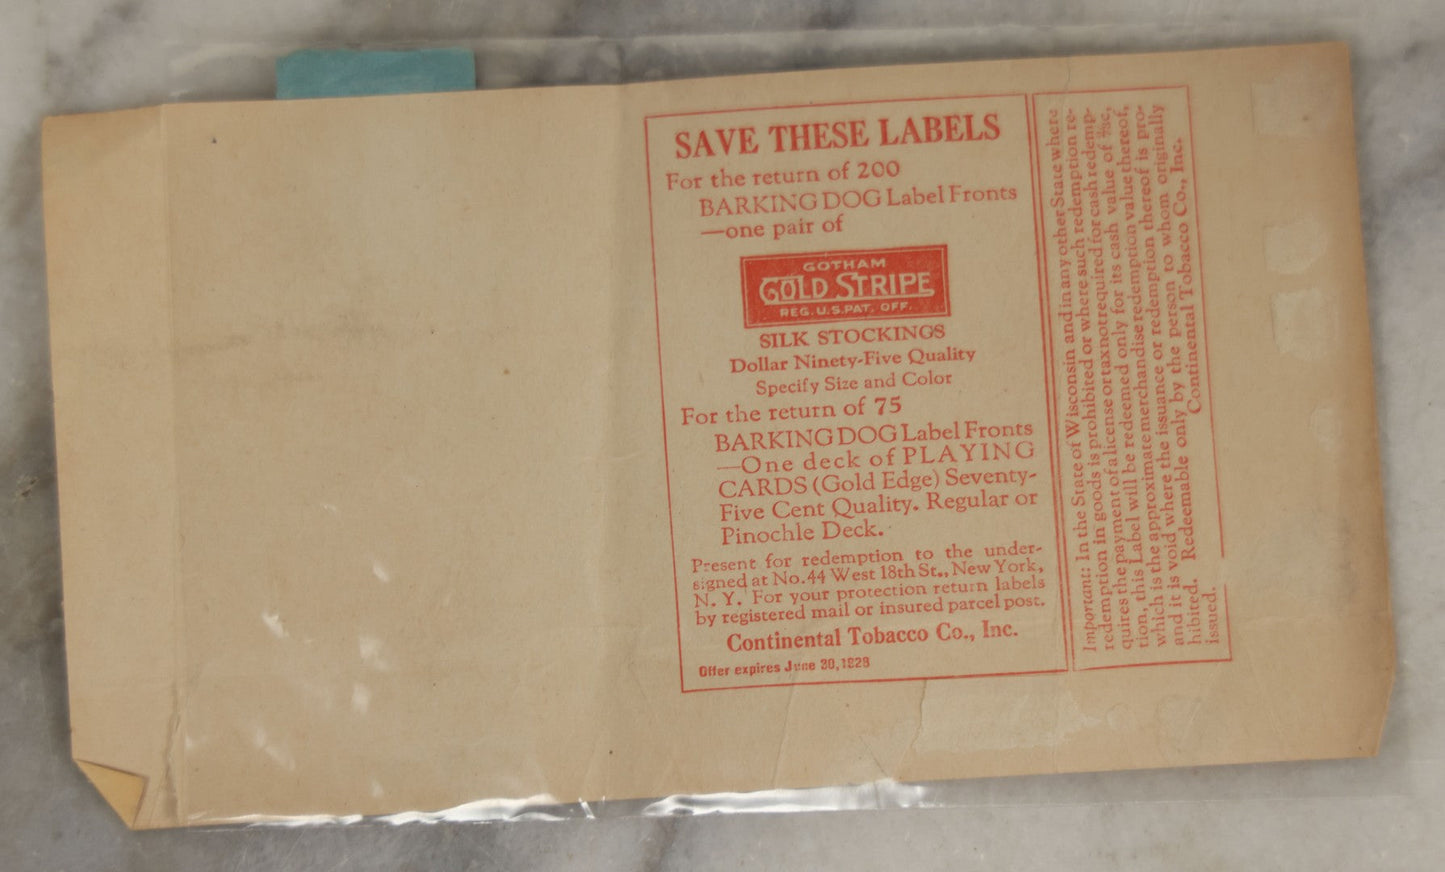 SAVE THESE LABELS
For the return of 200
BARKING DOG Label Fronts
—one pair of
GOTHAM
GOLD STRIPE
REG. U.S. PAT. OFF.
SILK STOCKINGS
Dollar Ninety-Five Quality
Specify Size and Color
For the return of 75
BARKING DOG Label Fronts
—One deck of PLAYING
CARDS (Gold Edge) Seventy-
Five Cent Quality. Regular or
Pinochle Deck.
Present for redemption to the under-
signed at No. 44 West 18th St., New York,
N. Y. For your protection return labels
by registered mail or insured parcel post.
Continental Tobacco Co., Inc.
Offer expires June 30, 1928
Important: In the State of Wisconsin and in any other State where
redemption in goods is prohibited or where such redemption re-
quires the payment of a license or tax not required for cash redemp-
tion, this Label will be redeemed only for its cash value of
which is the approximate merchandise redemption value thereof,
and it is void where the issuance or redemption thereof is pro-
hibited. Redeemable only by the person to whom originally
issued. Continental Tobacco Co., Inc.